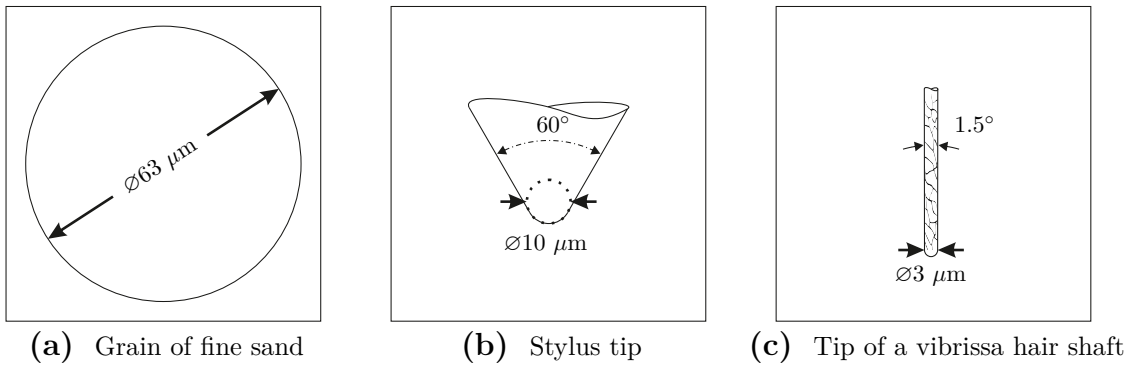 ⌀63 μm
60°
⌀10 μm
1.5°
⌀3 μm
(a) Grain of fine sand
(b) Stylus tip
(c) Tip of a vibrissa hair shaft